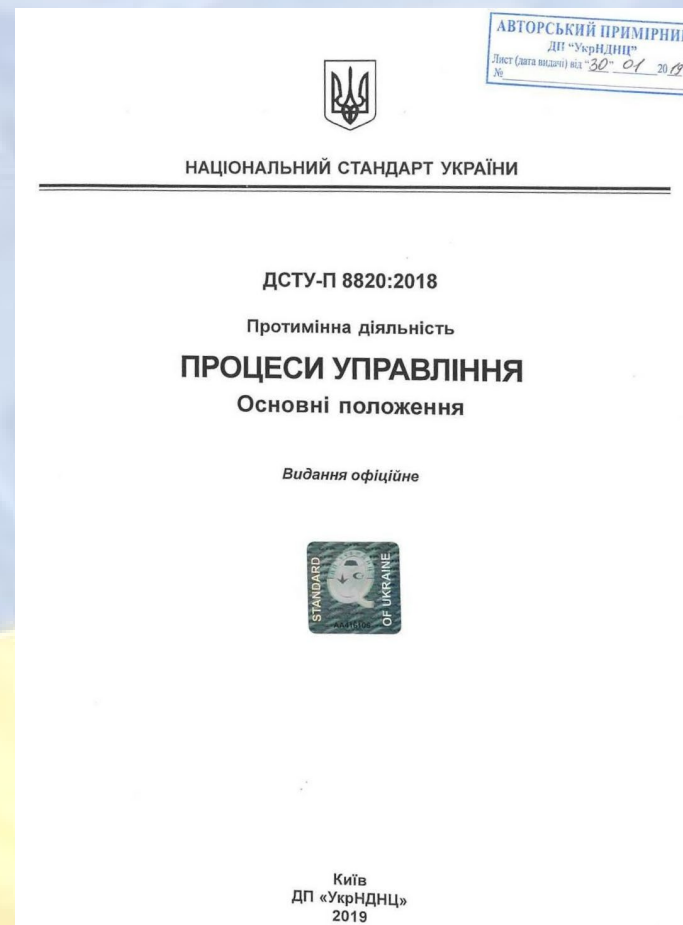 АВТОРСЬКИЙ ПРИМІРНИК
ДП "УкрНДНЦ"
Лист (дата видачі) від "30" 01 2019
№
НАЦІОНАЛЬНИЙ СТАНДАРТ УКРАЇНИ
ДСТУ-П 8820:2018
Протимінна діяльність
ПРОЦЕСИ УПРАВЛІННЯ
Основні положення
Видання офіційне
STANDARD
OF UKRAINE
Київ
ДП «УкрНДНЦ»
2019